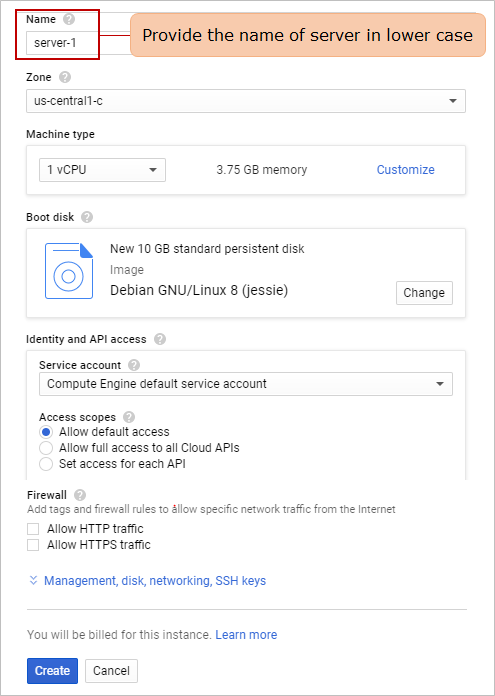 Name
server-1
Provide the name of server in lower case
Zone
us-central1-c
Machine type
1 vCPU 3.75 GB memory Customize
Boot disk
New 10 GB standard persistent disk
Image
Debian GNU/Linux 8 (jessie)
Change
Identity and API access
Service account
Compute Engine default service account
Access scopes
Allow default access
Allow full access to all Cloud APIs
Set access for each API
Firewall
Add tags and firewall rules to allow specific network traffic from the Internet
Allow HTTP traffic
Allow HTTPS traffic
Management, disk, networking, SSH keys
You will be billed for this instance. Learn more
Create Cancel